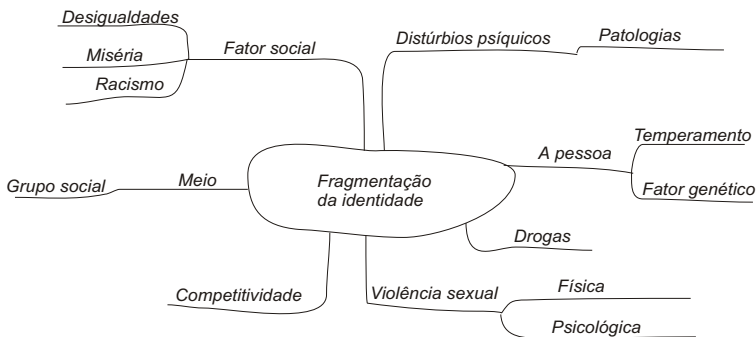 Desigualdades
Miséria
Racismo
Fator social
Distúrbios psíquicos
Patologias
A pessoa
Temperamento
Fator genético
Grupo social
Meio
Fragmentação
da identidade
Drogas
Competitividade
Violência sexual
Física
Psicológica